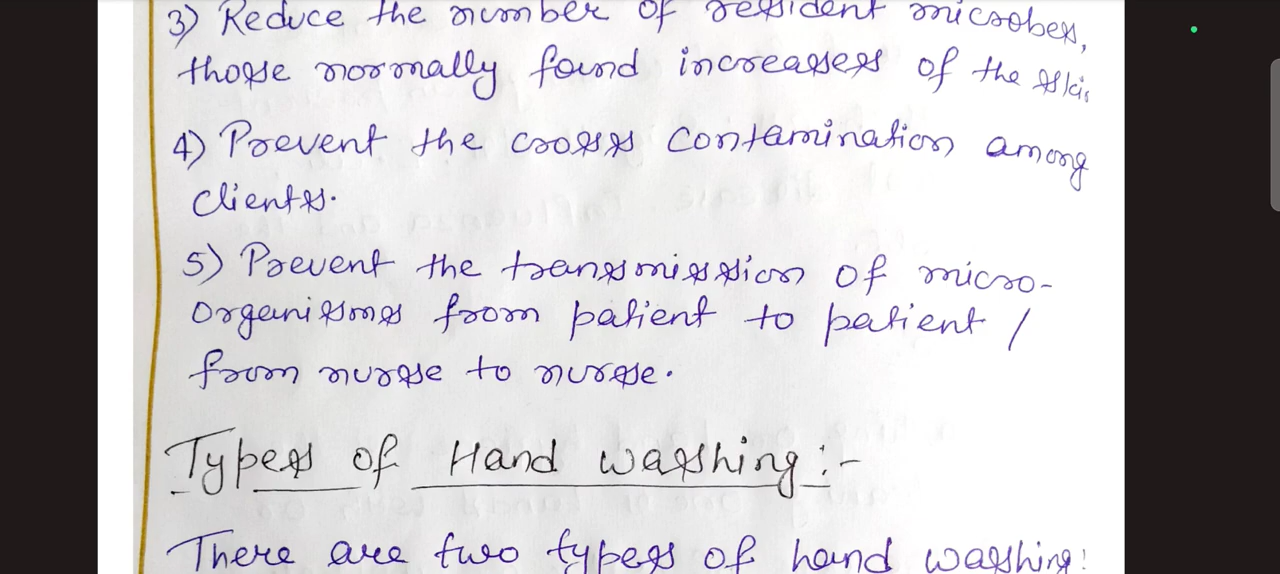 3) Reduce the number of resident microbes,
those normally found increases of the skin
4) Prevent the cross contamination among
clients.
5) Prevent the transmission of micro-
organisms from patient to patient /
from nurse to nurse.
Types of Hand washing :-
There are two types of hand washing: